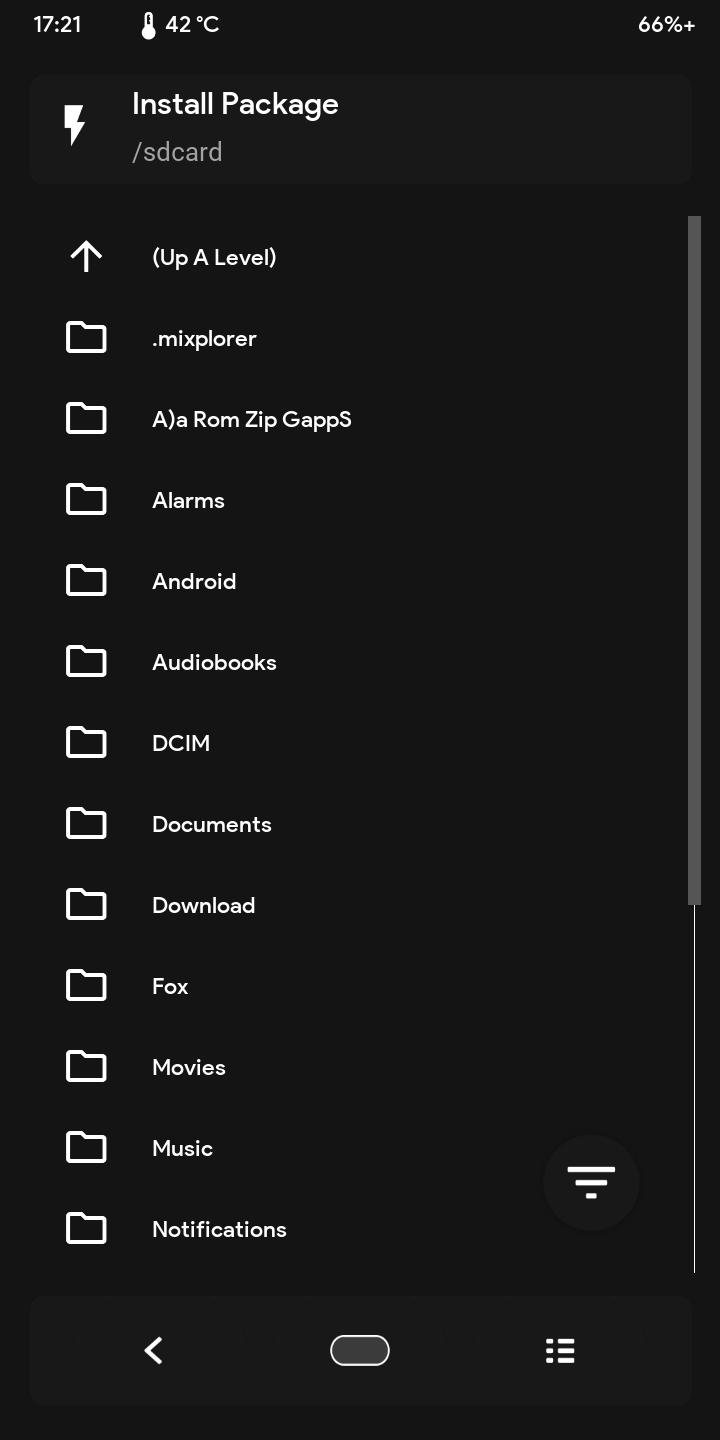 17:21 42 °C 66%+
Install Package
/sdcard
(Up A Level)
.mixplorer
A)a Rom Zip GappS
Alarms
Android
Audiobooks
DCIM
Documents
Download
Fox
Movies
Music
Notifications